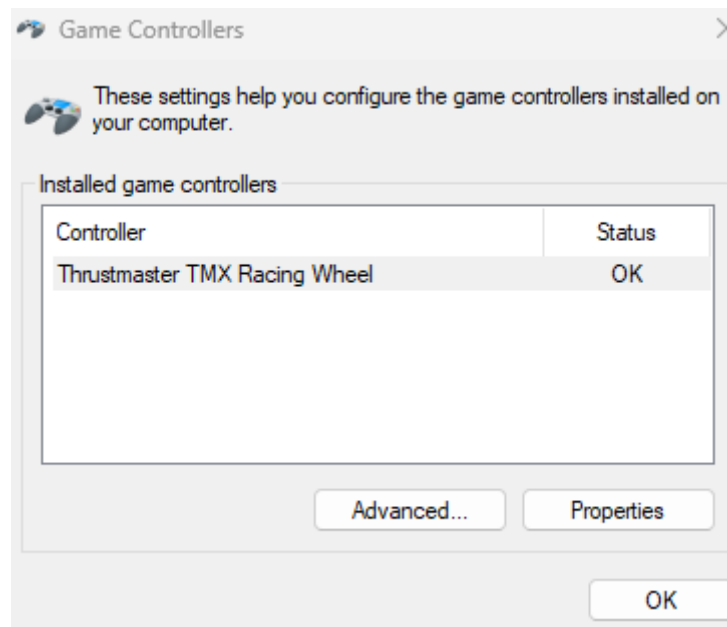 Game Controllers
These settings help you configure the game controllers installed on
your computer.
Installed game controllers
Controller Status
Thrustmaster TMX Racing Wheel OK
Advanced... Properties
OK